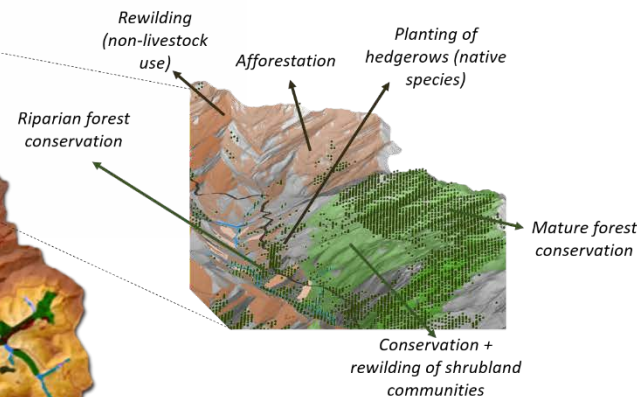 Rewilding
(non-livestock
use)
Afforestation
Planting of
hedgerows (native
species)
Riparian forest
conservation
Mature forest
conservation
Conservation +
rewilding of shrubland
communities